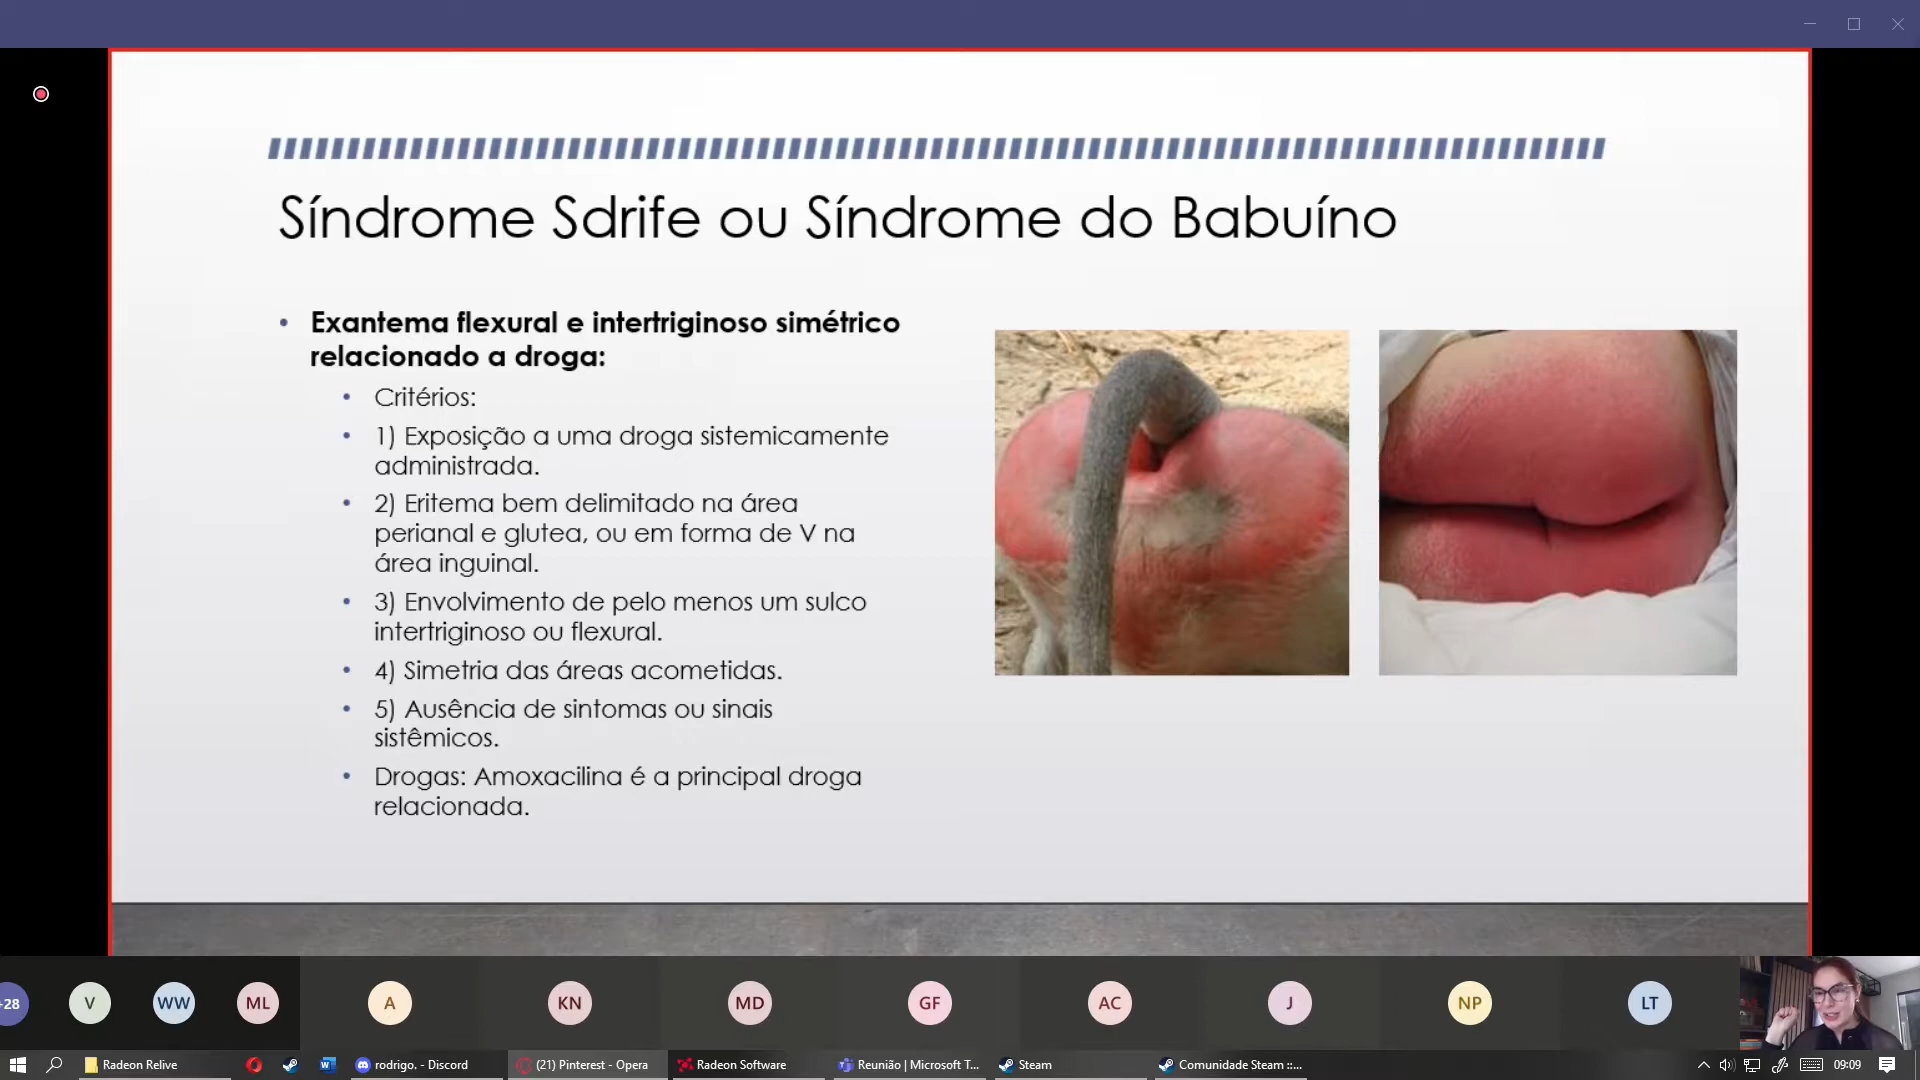 Síndrome Sdrife ou Síndrome do Babuíno
• Exantema flexural e intertriginoso simétrico
relacionado a droga:
• Critérios:
• 1) Exposição a uma droga sistemicamente
administrada.
• 2) Eritema bem delimitado na área
perianal e glutea, ou em forma de V na
área inguinal.
• 3) Envolvimento de pelo menos um sulco
intertriginoso ou flexural.
• 4) Simetria das áreas acometidas.
• 5) Ausência de sintomas ou sinais
sistêmicos.
• Drogas: Amoxacilina é a principal droga
relacionada.
+28 V WW ML A KN MD GF AC J NP LT
Radeon Relive rodrigo. - Discord (21) Pinterest - Opera Radeon Software Reunião | Microsoft T... Steam Comunidade Steam ::... 09:09